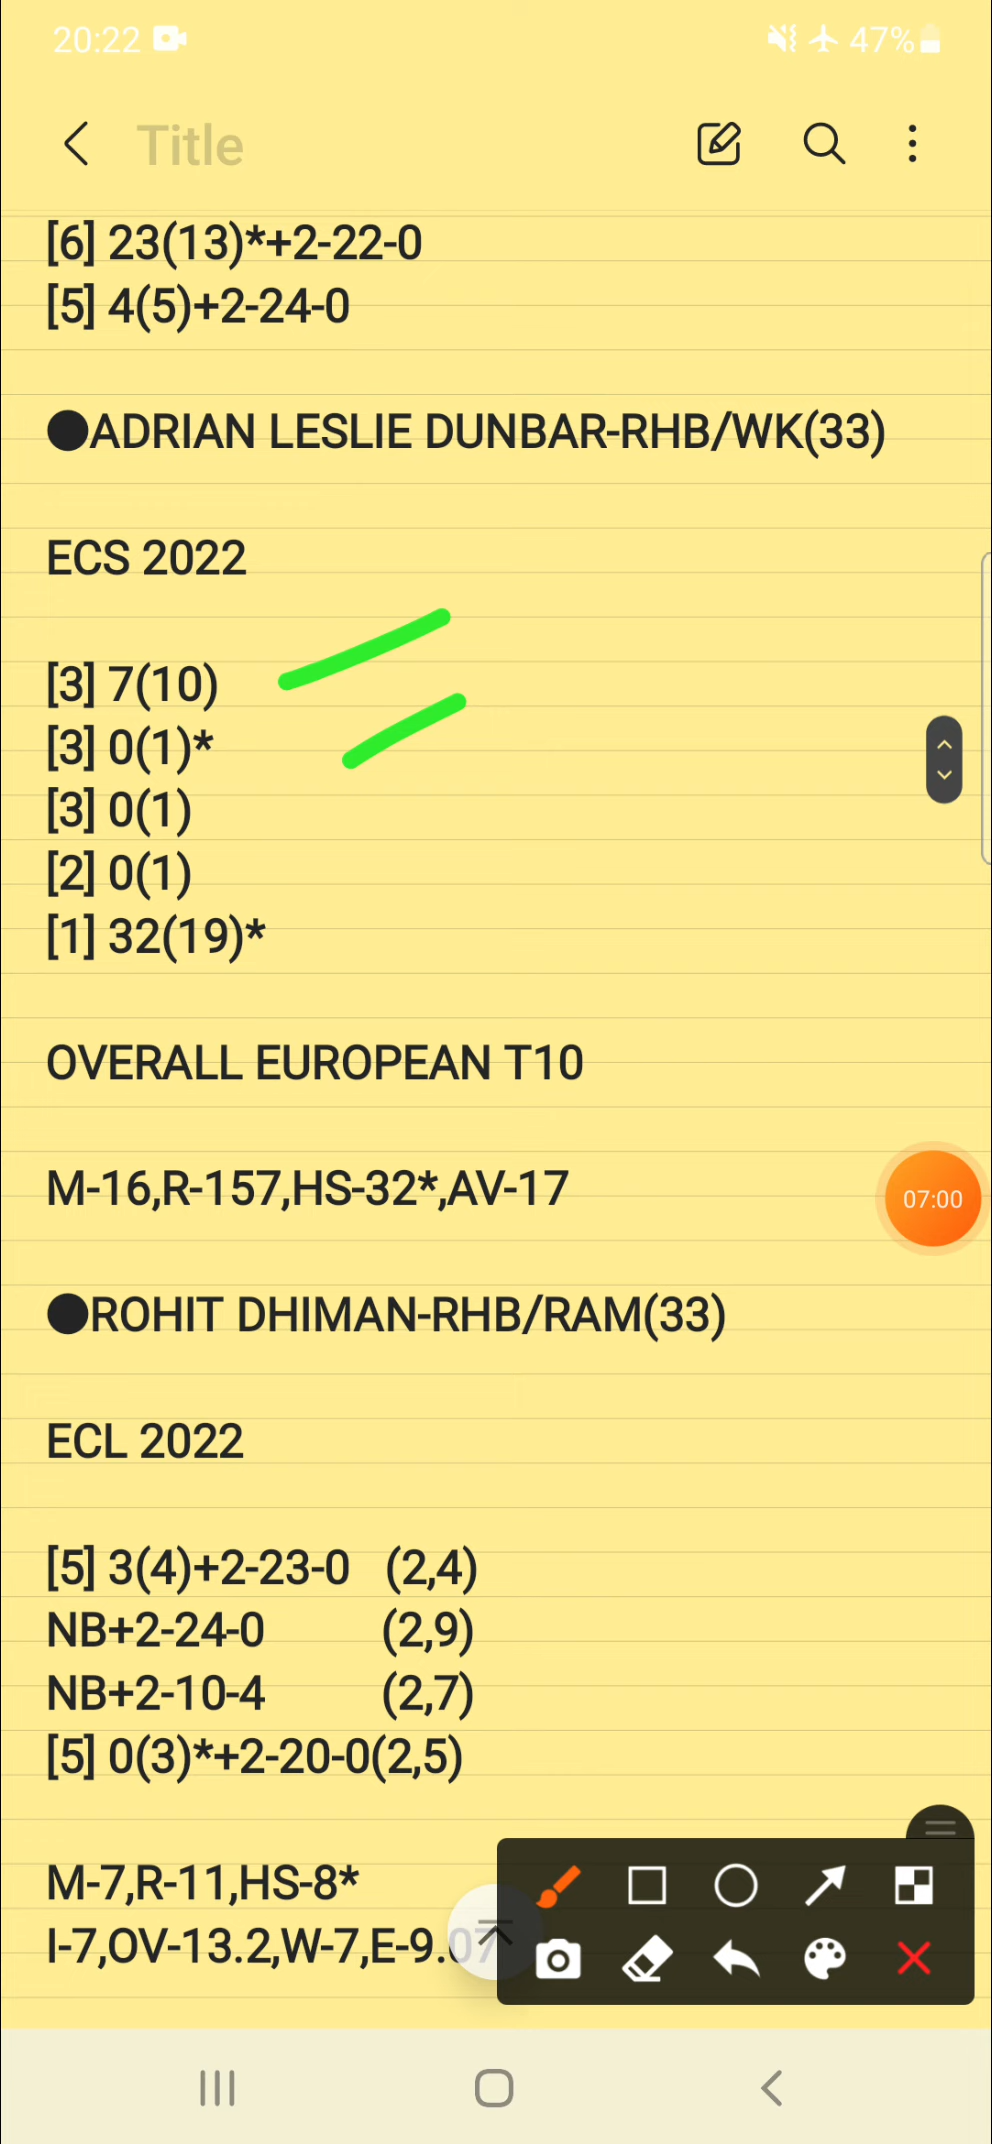 20:22 47%
Title
[6] 23(13)*+2-22-0
[5] 4(5)+2-24-0
●ADRIAN LESLIE DUNBAR-RHB/WK(33)
ECS 2022
[3] 7(10)
[3] 0(1)*
[3] 0(1)
[2] 0(1)
[1] 32(19)*
OVERALL EUROPEAN T10
M-16,R-157,HS-32*,AV-17
07:00
●ROHIT DHIMAN-RHB/RAM(33)
ECL 2022
[5] 3(4)+2-23-0 (2,4)
NB+2-24-0 (2,9)
NB+2-10-4 (2,7)
[5] 0(3)*+2-20-0(2,5)
M-7,R-11,HS-8*
I-7,OV-13.2,W-7,E-9.07